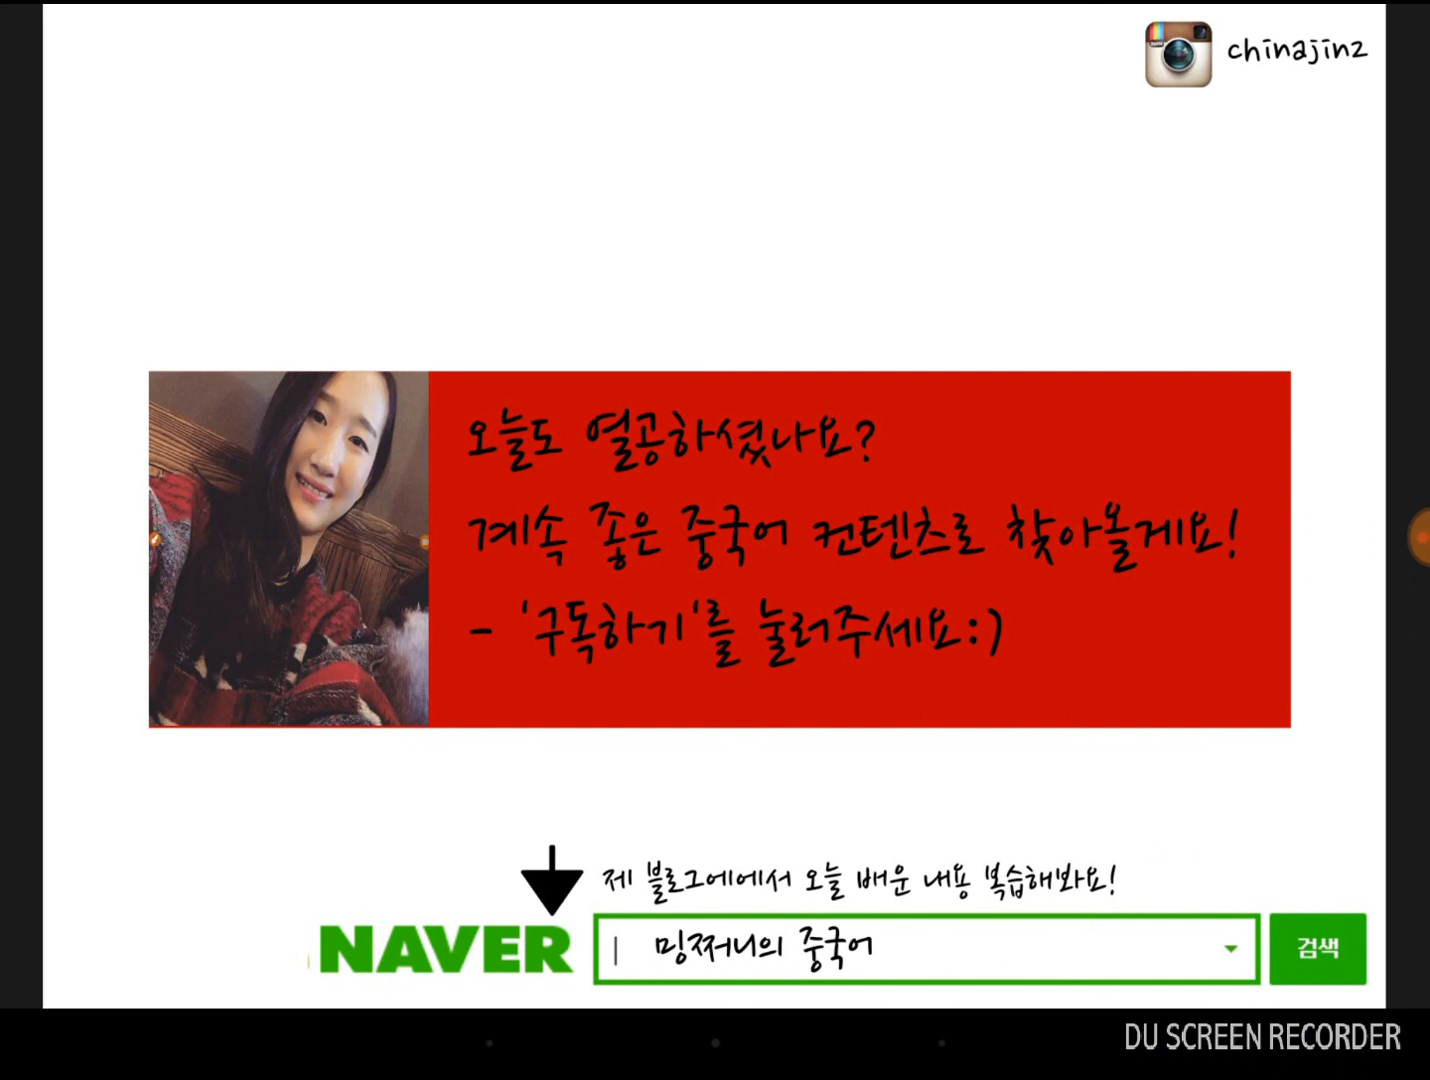 chinajinz
오늘도 열공하셨나요?
계속 좋은 중국어 컨텐츠로 찾아올게요!
- '구독하기'를 눌러주세요:)
제 블로그에에서 오늘 배운 내용 복습해봐요!
NAVER 밍쩌니의 중국어 검색
DU SCREEN RECORDER